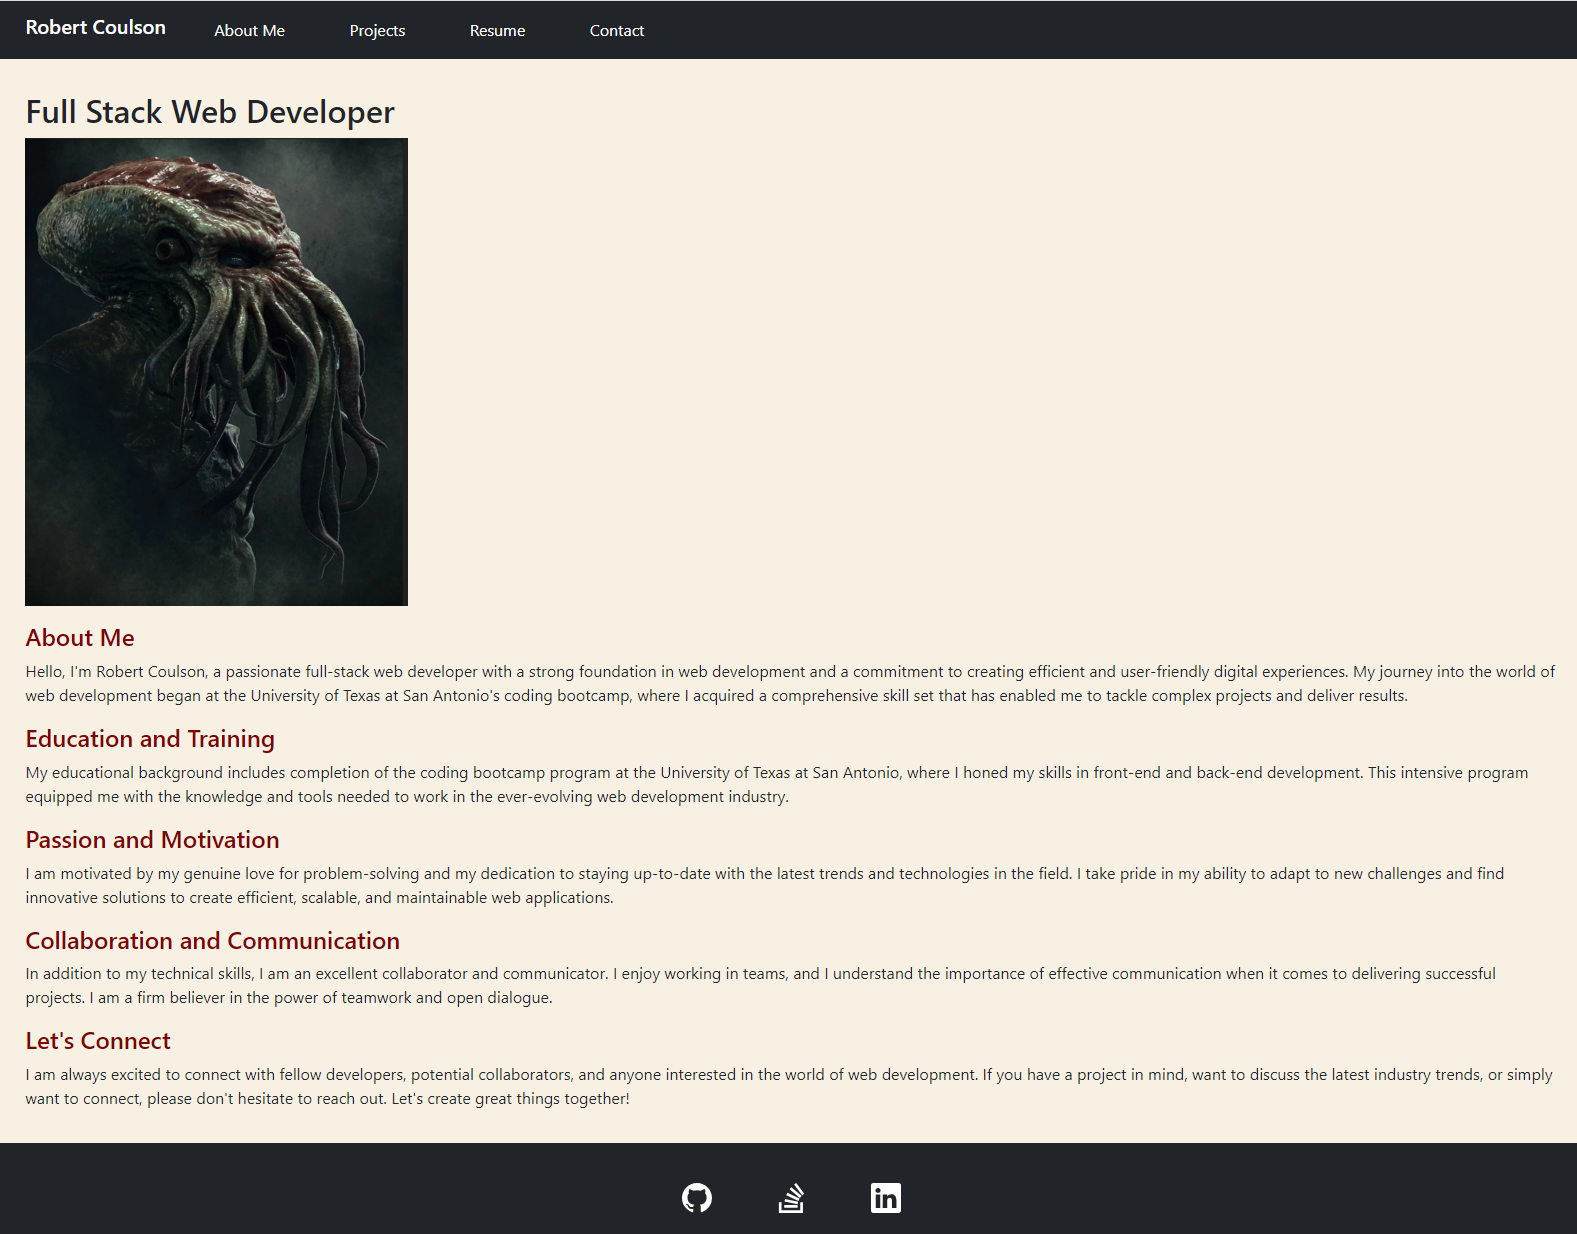 Robert Coulson About Me Projects Resume Contact
Full Stack Web Developer
About Me
Hello, I'm Robert Coulson, a passionate full-stack web developer with a strong foundation in web development and a commitment to creating efficient and user-friendly digital experiences. My journey into the world of
web development began at the University of Texas at San Antonio's coding bootcamp, where I acquired a comprehensive skill set that has enabled me to tackle complex projects and deliver results.
Education and Training
My educational background includes completion of the coding bootcamp program at the University of Texas at San Antonio, where I honed my skills in front-end and back-end development. This intensive program
equipped me with the knowledge and tools needed to work in the ever-evolving web development industry.
Passion and Motivation
I am motivated by my genuine love for problem-solving and my dedication to staying up-to-date with the latest trends and technologies in the field. I take pride in my ability to adapt to new challenges and find
innovative solutions to create efficient, scalable, and maintainable web applications.
Collaboration and Communication
In addition to my technical skills, I am an excellent collaborator and communicator. I enjoy working in teams, and I understand the importance of effective communication when it comes to delivering successful
projects. I am a firm believer in the power of teamwork and open dialogue.
Let's Connect
I am always excited to connect with fellow developers, potential collaborators, and anyone interested in the world of web development. If you have a project in mind, want to discuss the latest industry trends, or simply
want to connect, please don't hesitate to reach out. Let's create great things together!
in